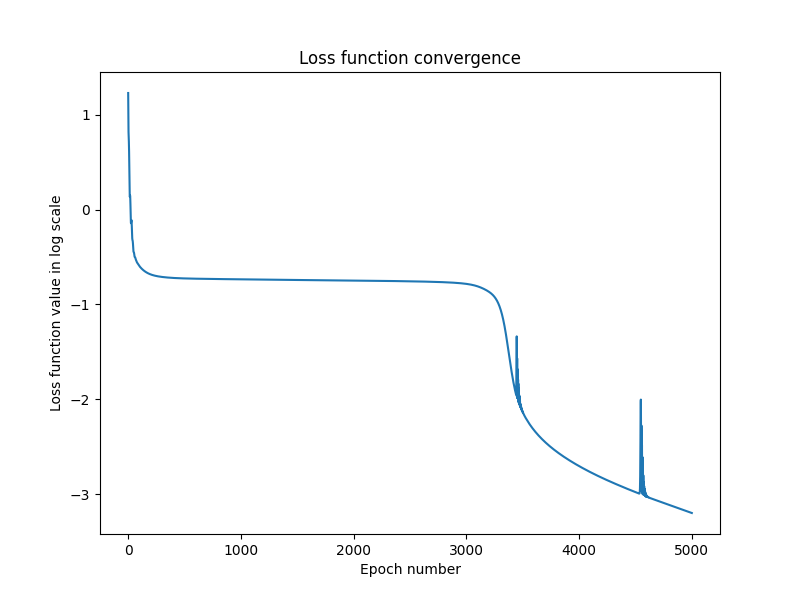 Loss function convergence
Loss function value in log scale
1
0
−1
−2
−3
0 1000 2000 3000 4000 5000
Epoch number